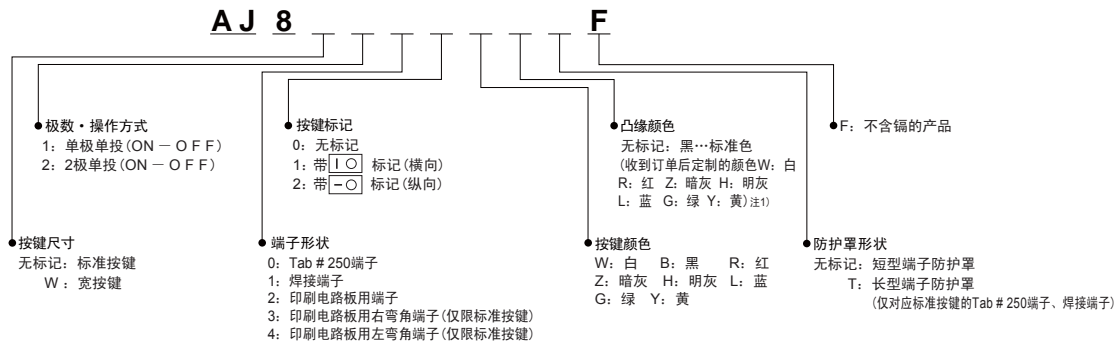 AJ8 F
●极数・操作方式
1：单极单投(ON－OFF)
2：2极单投(ON－OFF)
●按键标记
0：无标记
1：带 I ○ 标记(横向)
2：带 －○ 标记(纵向)
●凸缘颜色
无标记：黑…标准色
(收到订单后定制的颜色W：白
R：红 Z：暗灰 H：明灰
L：蓝 G：绿 Y：黄)注1)
●F：不含镉的产品
●按键尺寸
无标记：标准按键
W：宽按键
●端子形状
0：Tab＃250端子
1：焊接端子
2：印刷电路板用端子
3：印刷电路板用右弯角端子(仅限标准按键)
4：印刷电路板用左弯角端子(仅限标准按键)
●按键颜色
W：白 B：黑 R：红
Z：暗灰 H：明灰 L：蓝
G：绿 Y：黄
●防护罩形状
无标记：短型端子防护罩
T：长型端子防护罩
(仅对应标准按键的Tab＃250端子、焊接端子)